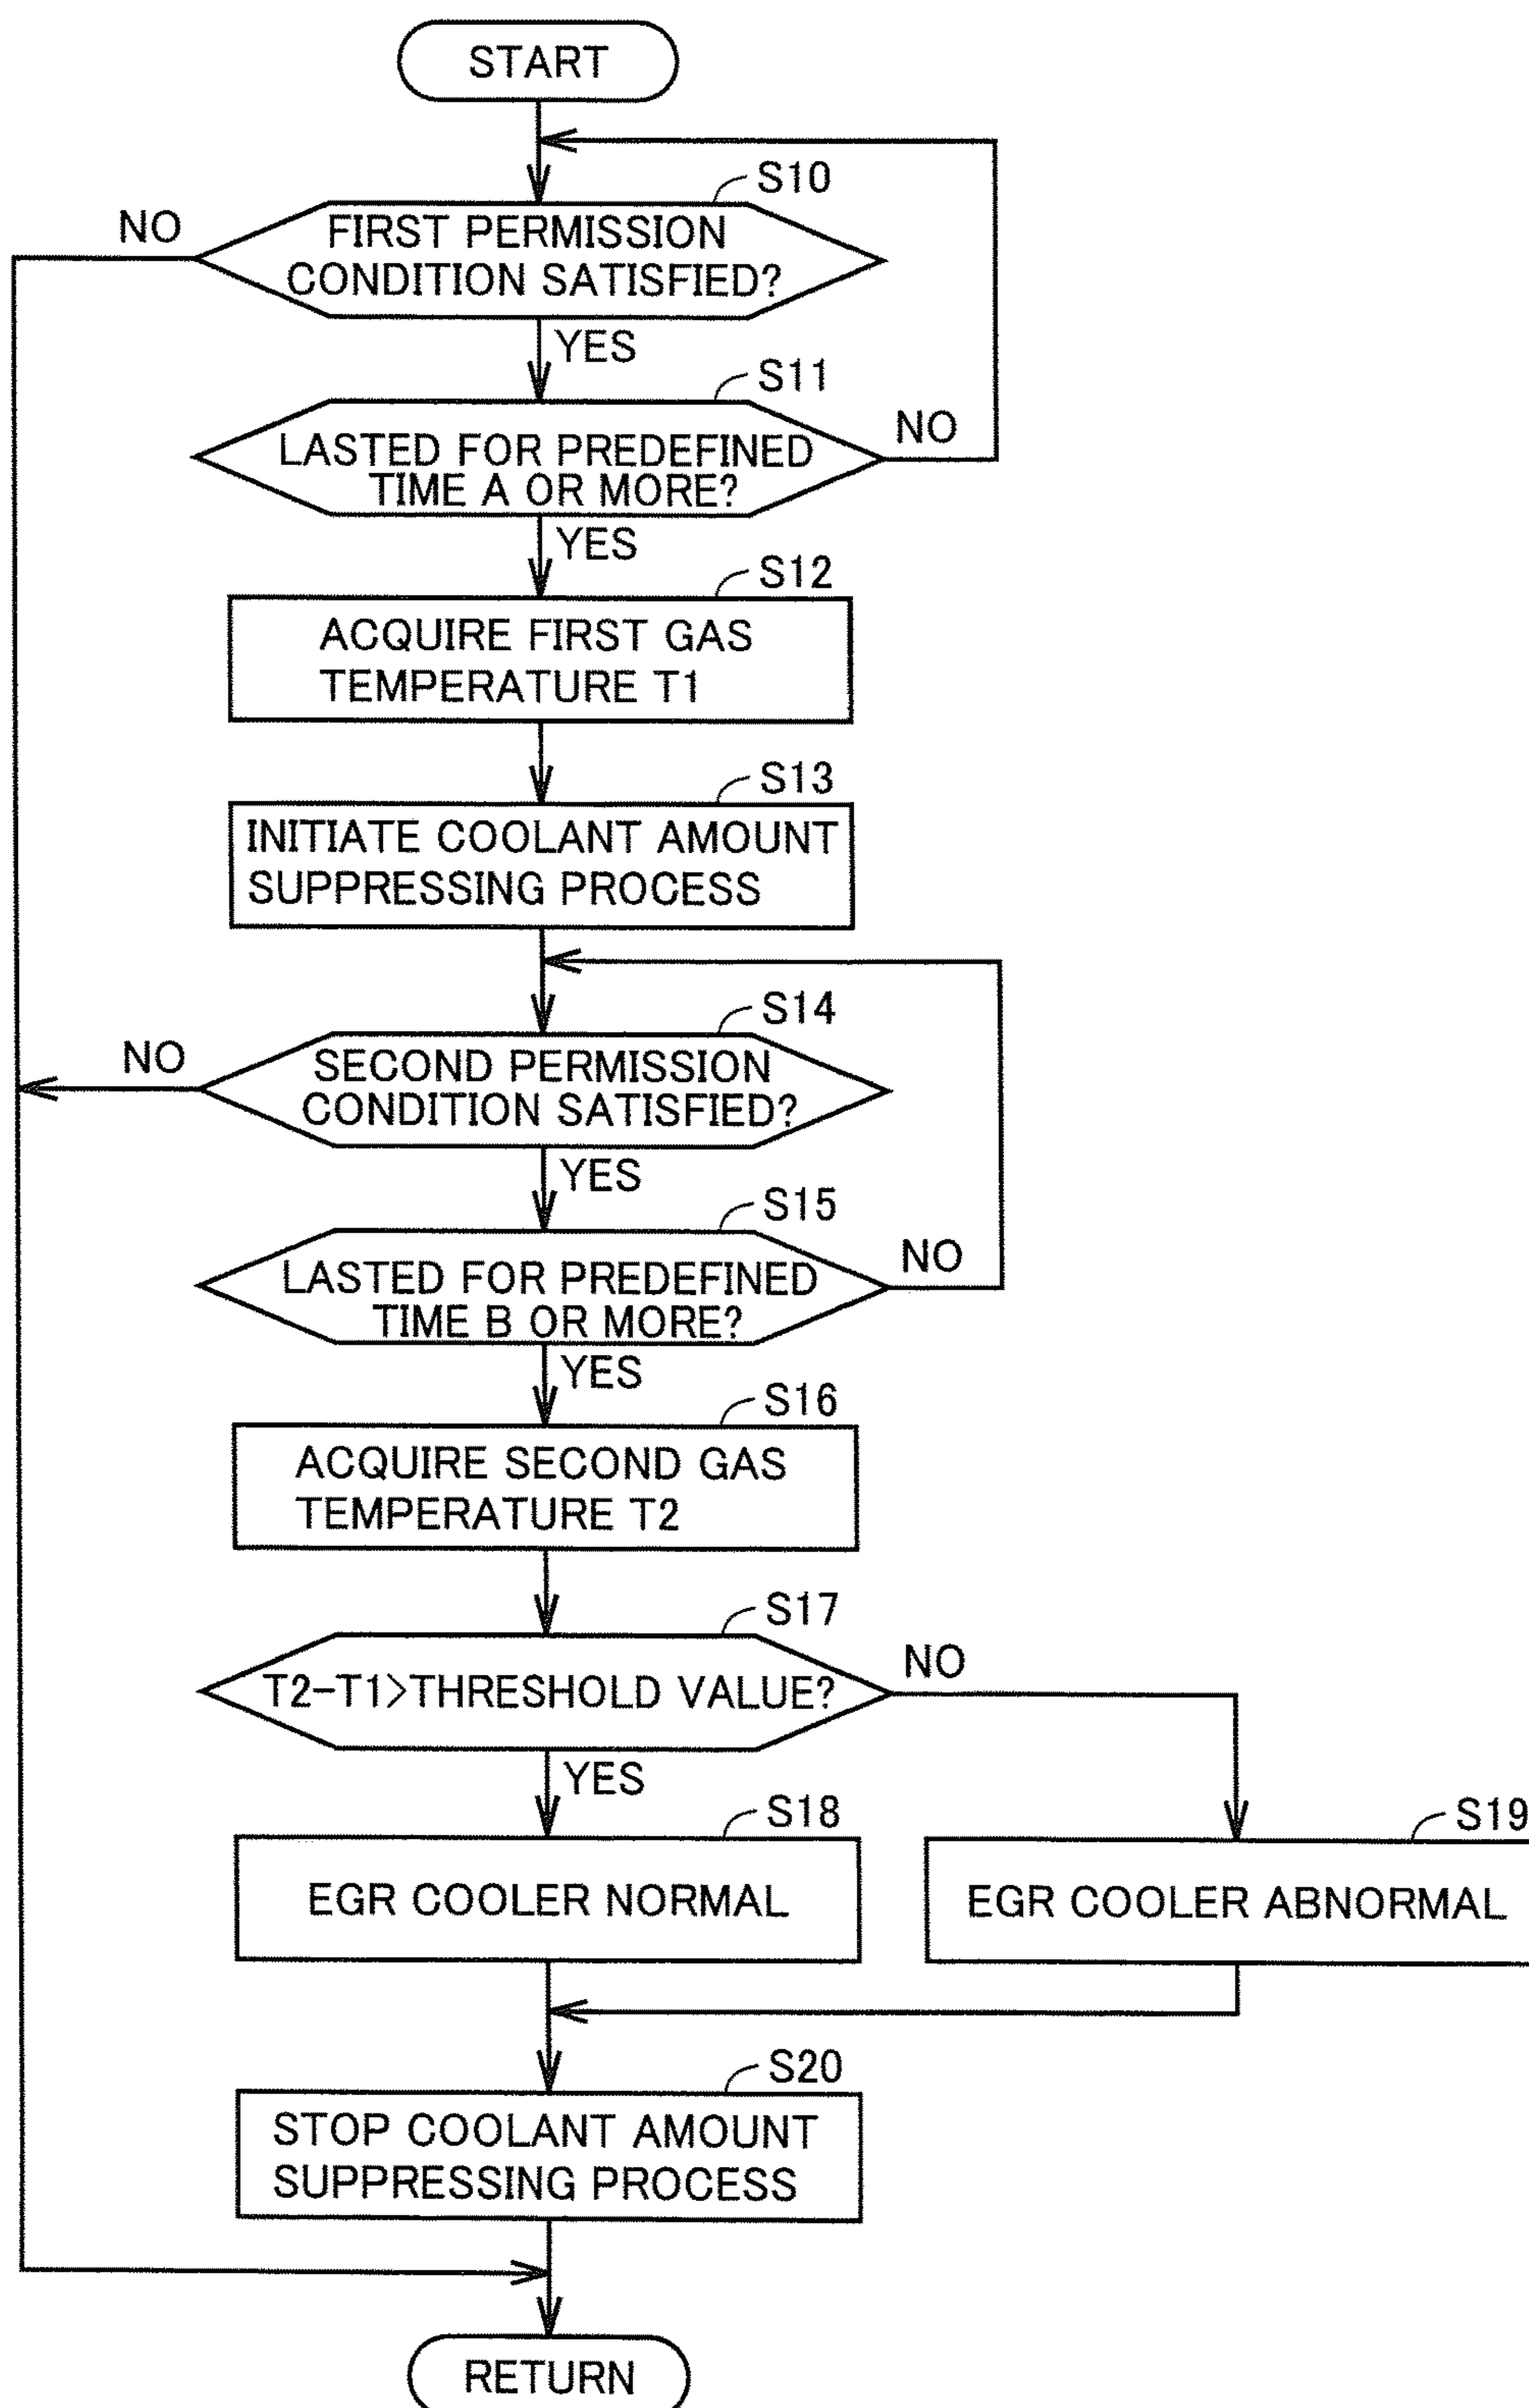 START
S10
NO
FIRST PERMISSION
CONDITION SATISFIED?
YES
S11
NO
LASTED FOR PREDEFINED
TIME A OR MORE?
YES
S12
ACQUIRE FIRST GAS
TEMPERATURE T1
S13
INITIATE COOLANT AMOUNT
SUPPRESSING PROCESS
S14
NO
SECOND PERMISSION
CONDITION SATISFIED?
YES
S15
NO
LASTED FOR PREDEFINED
TIME B OR MORE?
YES
S16
ACQUIRE SECOND GAS
TEMPERATURE T2
S17
NO
T2-T1>THRESHOLD VALUE?
YES
S18
S19
EGR COOLER NORMAL
EGR COOLER ABNORMAL
S20
STOP COOLANT AMOUNT
SUPPRESSING PROCESS
RETURN